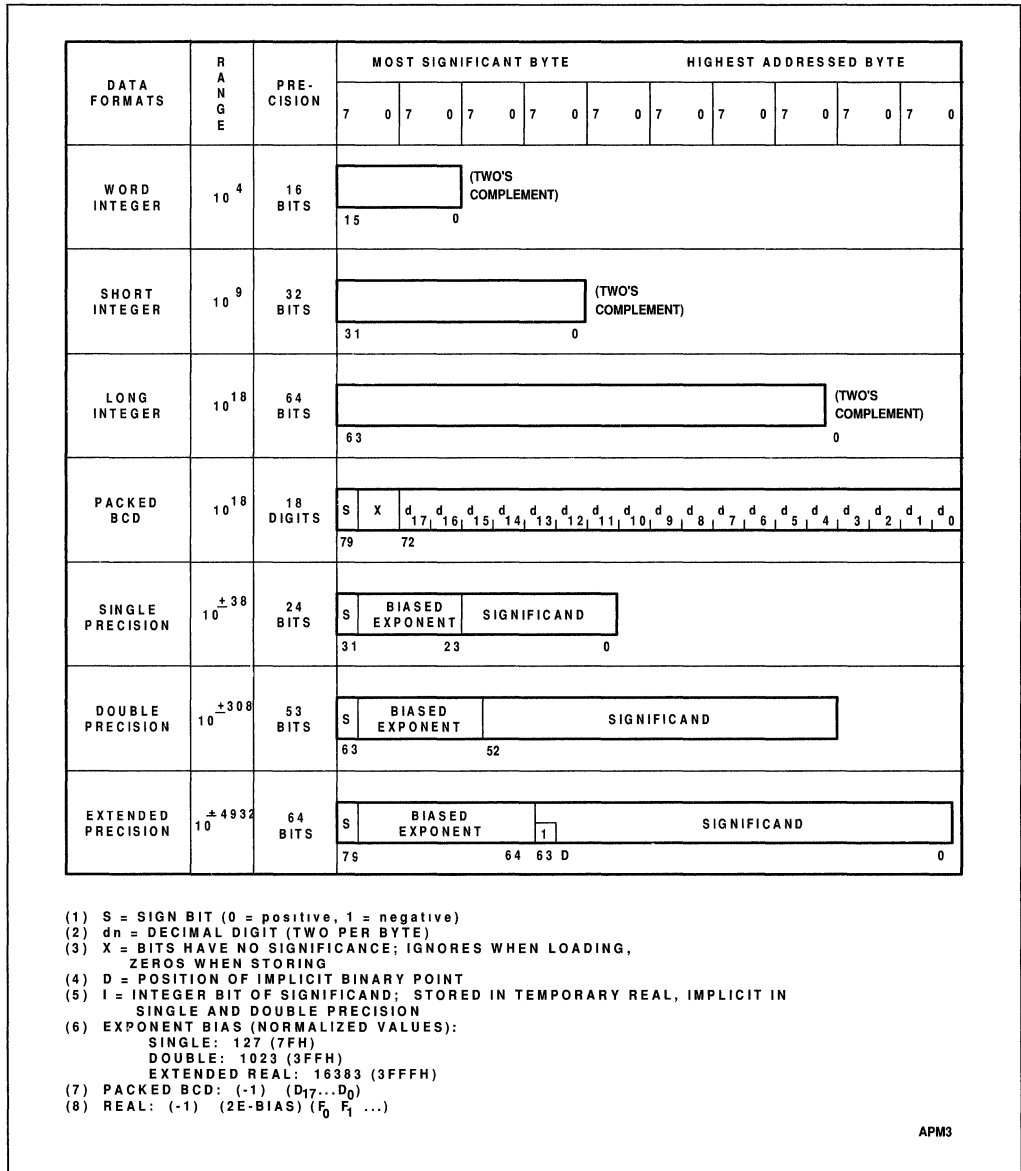 DATA FORMATS
RANGE
PRE-CISION
MOST SIGNIFICANT BYTE HIGHEST ADDRESSED BYTE
7 0 7 0 7 0 7 0 7 0 7 0 7 0 7 0 7 0 7 0
WORD INTEGER
10 4
16 BITS
(TWO'S COMPLEMENT)
15 0
SHORT INTEGER
10 9
32 BITS
(TWO'S COMPLEMENT)
31 0
LONG INTEGER
10 18
64 BITS
(TWO'S COMPLEMENT)
63 0
PACKED BCD
10 18
18 DIGITS
S X d17 d16 d15 d14 d13 d12 d11 d10 d9 d8 d7 d6 d5 d4 d3 d2 d1 d0
79 72
SINGLE PRECISION
10 ±38
24 BITS
S BIASED EXPONENT SIGNIFICAND
31 23 0
DOUBLE PRECISION
10 ±308
53 BITS
S BIASED EXPONENT SIGNIFICAND
63 52
EXTENDED PRECISION
10 ±4932
64 BITS
S BIASED EXPONENT 1 SIGNIFICAND
79 64 63 D 0
(1) S = SIGN BIT (0 = positive, 1 = negative)
(2) dn = DECIMAL DIGIT (TWO PER BYTE)
(3) X = BITS HAVE NO SIGNIFICANCE; IGNORES WHEN LOADING,
ZEROS WHEN STORING
(4) D = POSITION OF IMPLICIT BINARY POINT
(5) I = INTEGER BIT OF SIGNIFICAND; STORED IN TEMPORARY REAL, IMPLICIT IN
SINGLE AND DOUBLE PRECISION
(6) EXPONENT BIAS (NORMALIZED VALUES):
SINGLE: 127 (7FH)
DOUBLE: 1023 (3FFH)
EXTENDED REAL: 16383 (3FFFH)
(7) PACKED BCD: (-1) (D17...D0)
(8) REAL: (-1) (2E-BIAS) (F0 F1 ...)
APM3